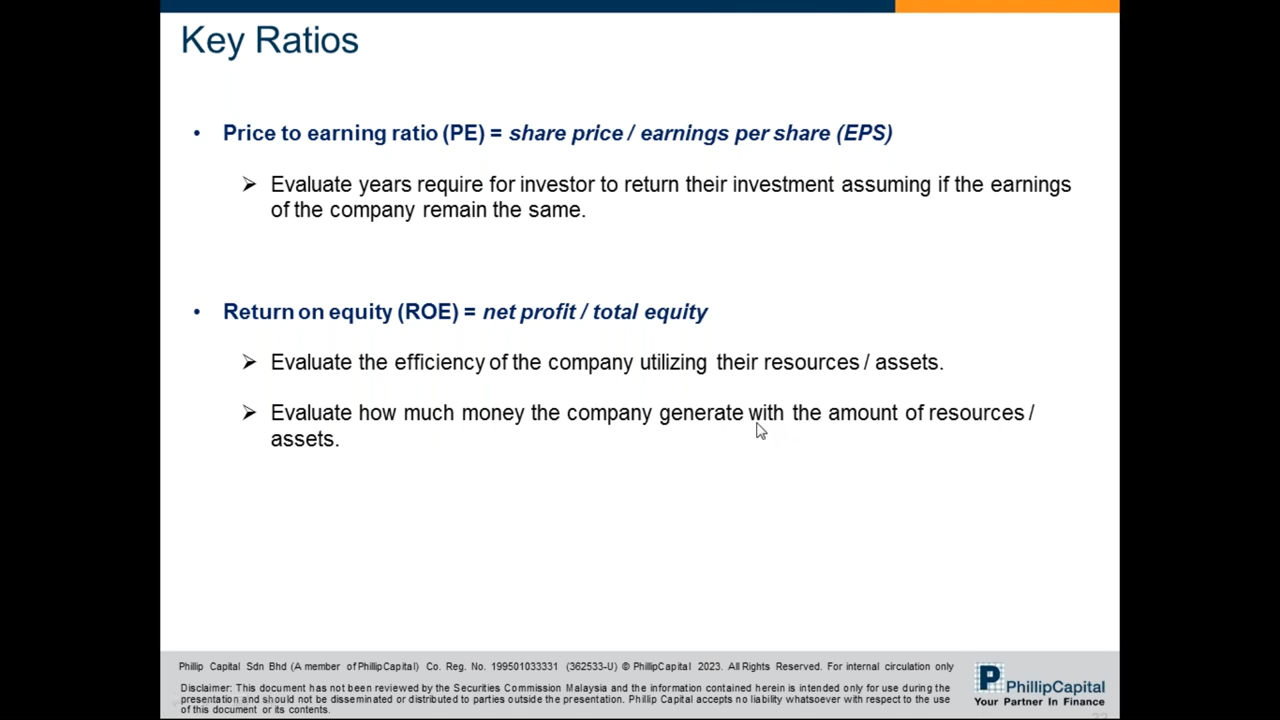 Key Ratios
• Price to earning ratio (PE) = share price / earnings per share (EPS)
➢ Evaluate years require for investor to return their investment assuming if the earnings
of the company remain the same.
• Return on equity (ROE) = net profit / total equity
➢ Evaluate the efficiency of the company utilizing their resources / assets.
➢ Evaluate how much money the company generate with the amount of resources /
assets.
Phillip Capital Sdn Bhd (A member of PhillipCapital) Co. Reg. No. 199501033331 (362533-U) © PhillipCapital 2023. All Rights Reserved. For internal circulation only
Disclaimer: This document has not been reviewed by the Securities Commission Malaysia and the information contained herein is intended only for use during the
presentation and should not be disseminated or distributed to parties outside the presentation. Phillip Capital accepts no liability whatsoever with respect to the use
of this document or its contents.
P
PhillipCapital
Your Partner In Finance